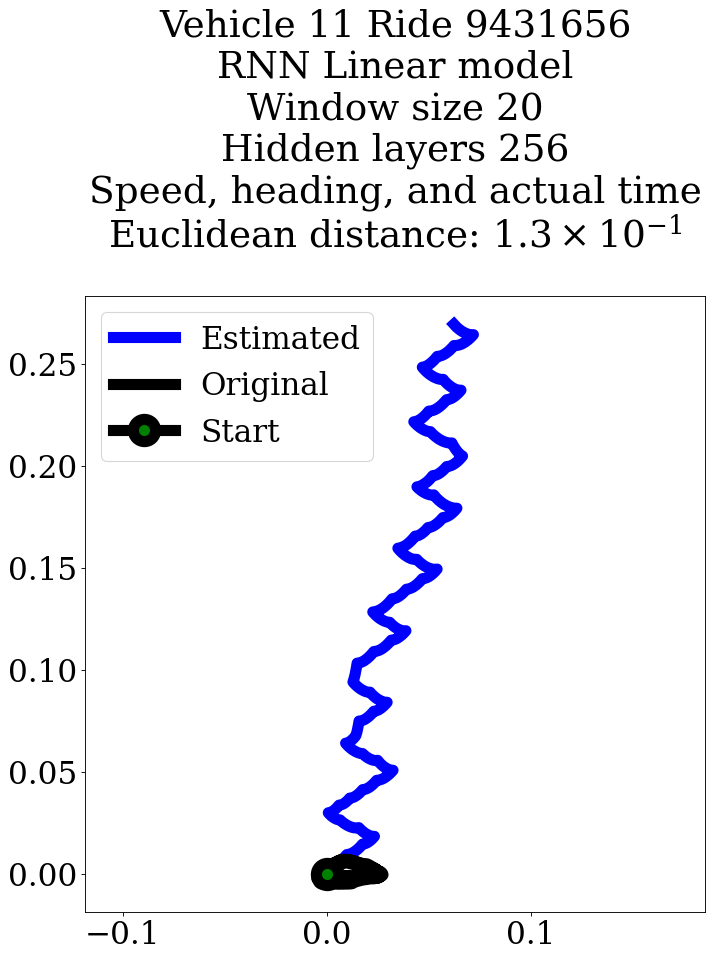 Vehicle 11 Ride 9431656
RNN Linear model
Window size 20
Hidden layers 256
Speed, heading, and actual time
Euclidean distance: 1.3 × 10⁻¹
Estimated
Original
Start
0.25
0.20
0.15
0.10
0.05
0.00
−0.1 0.0 0.1